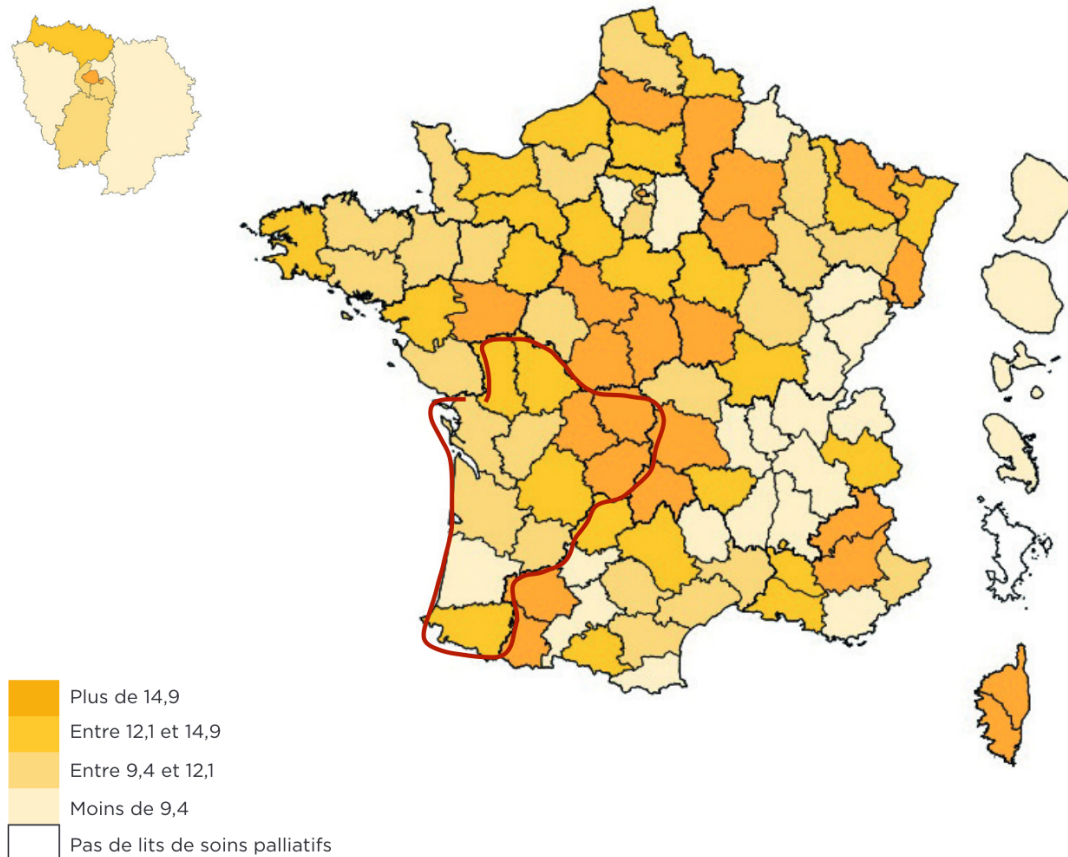 Plus de 14,9
Entre 12,1 et 14,9
Entre 9,4 et 12,1
Moins de 9,4
Pas de lits de soins palliatifs